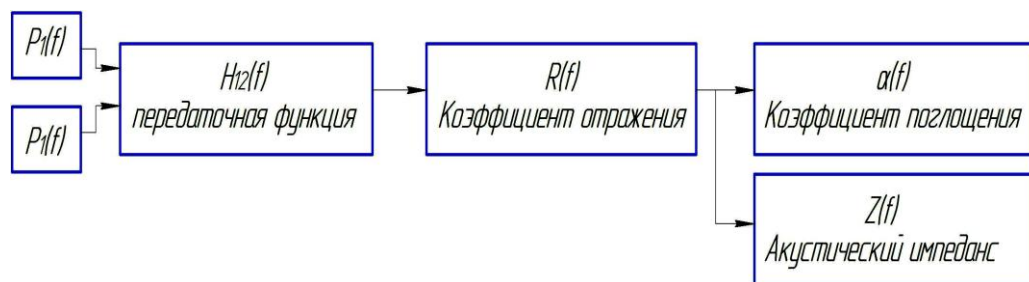 P1(f)
P1(f)
H12(f)
передаточная функция
R(f)
Коэффициент отражения
α(f)
Коэффициент поглощения
Z(f)
Акустический импеданс